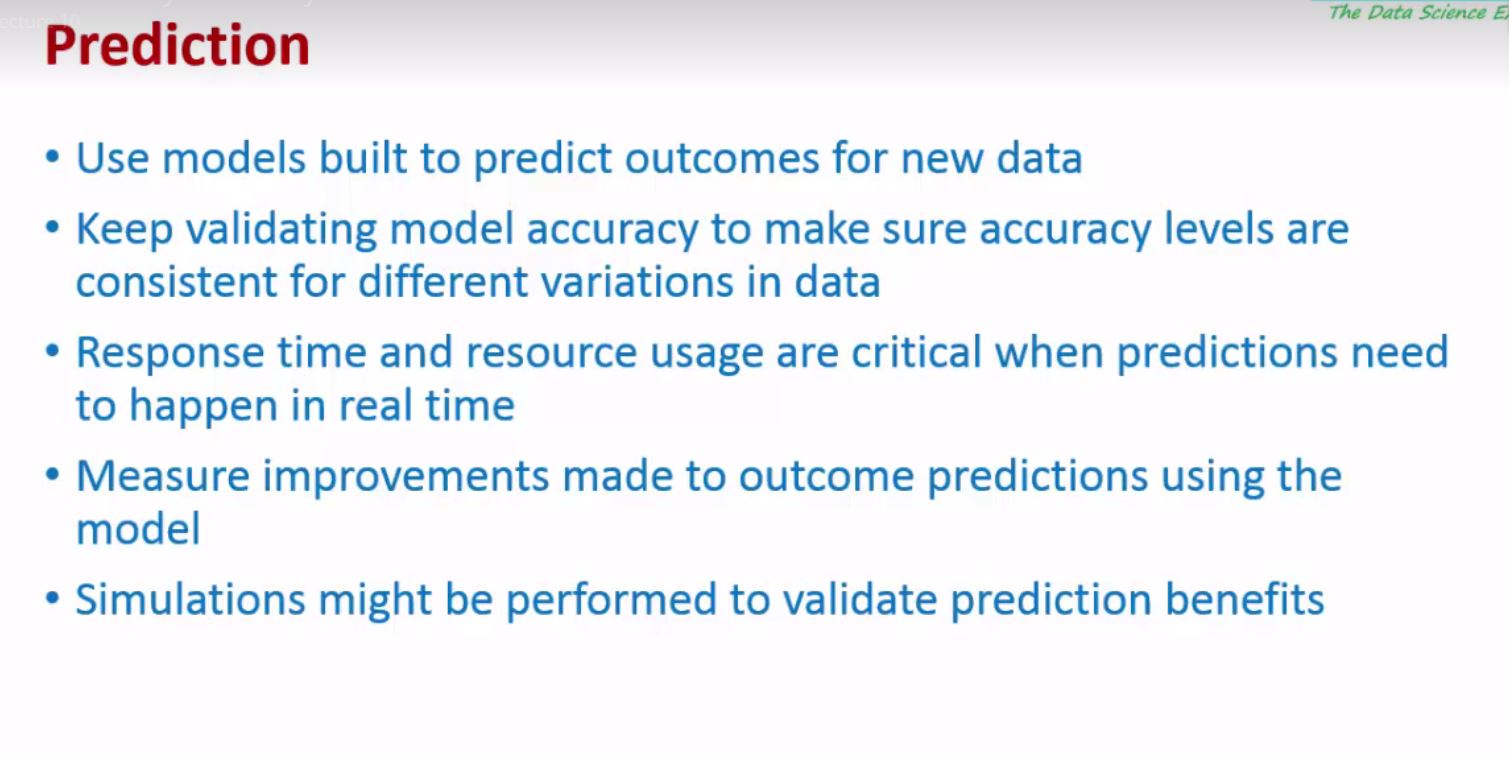 Prediction
The Data Science
• Use models built to predict outcomes for new data
• Keep validating model accuracy to make sure accuracy levels are
consistent for different variations in data
• Response time and resource usage are critical when predictions need
to happen in real time
• Measure improvements made to outcome predictions using the
model
• Simulations might be performed to validate prediction benefits